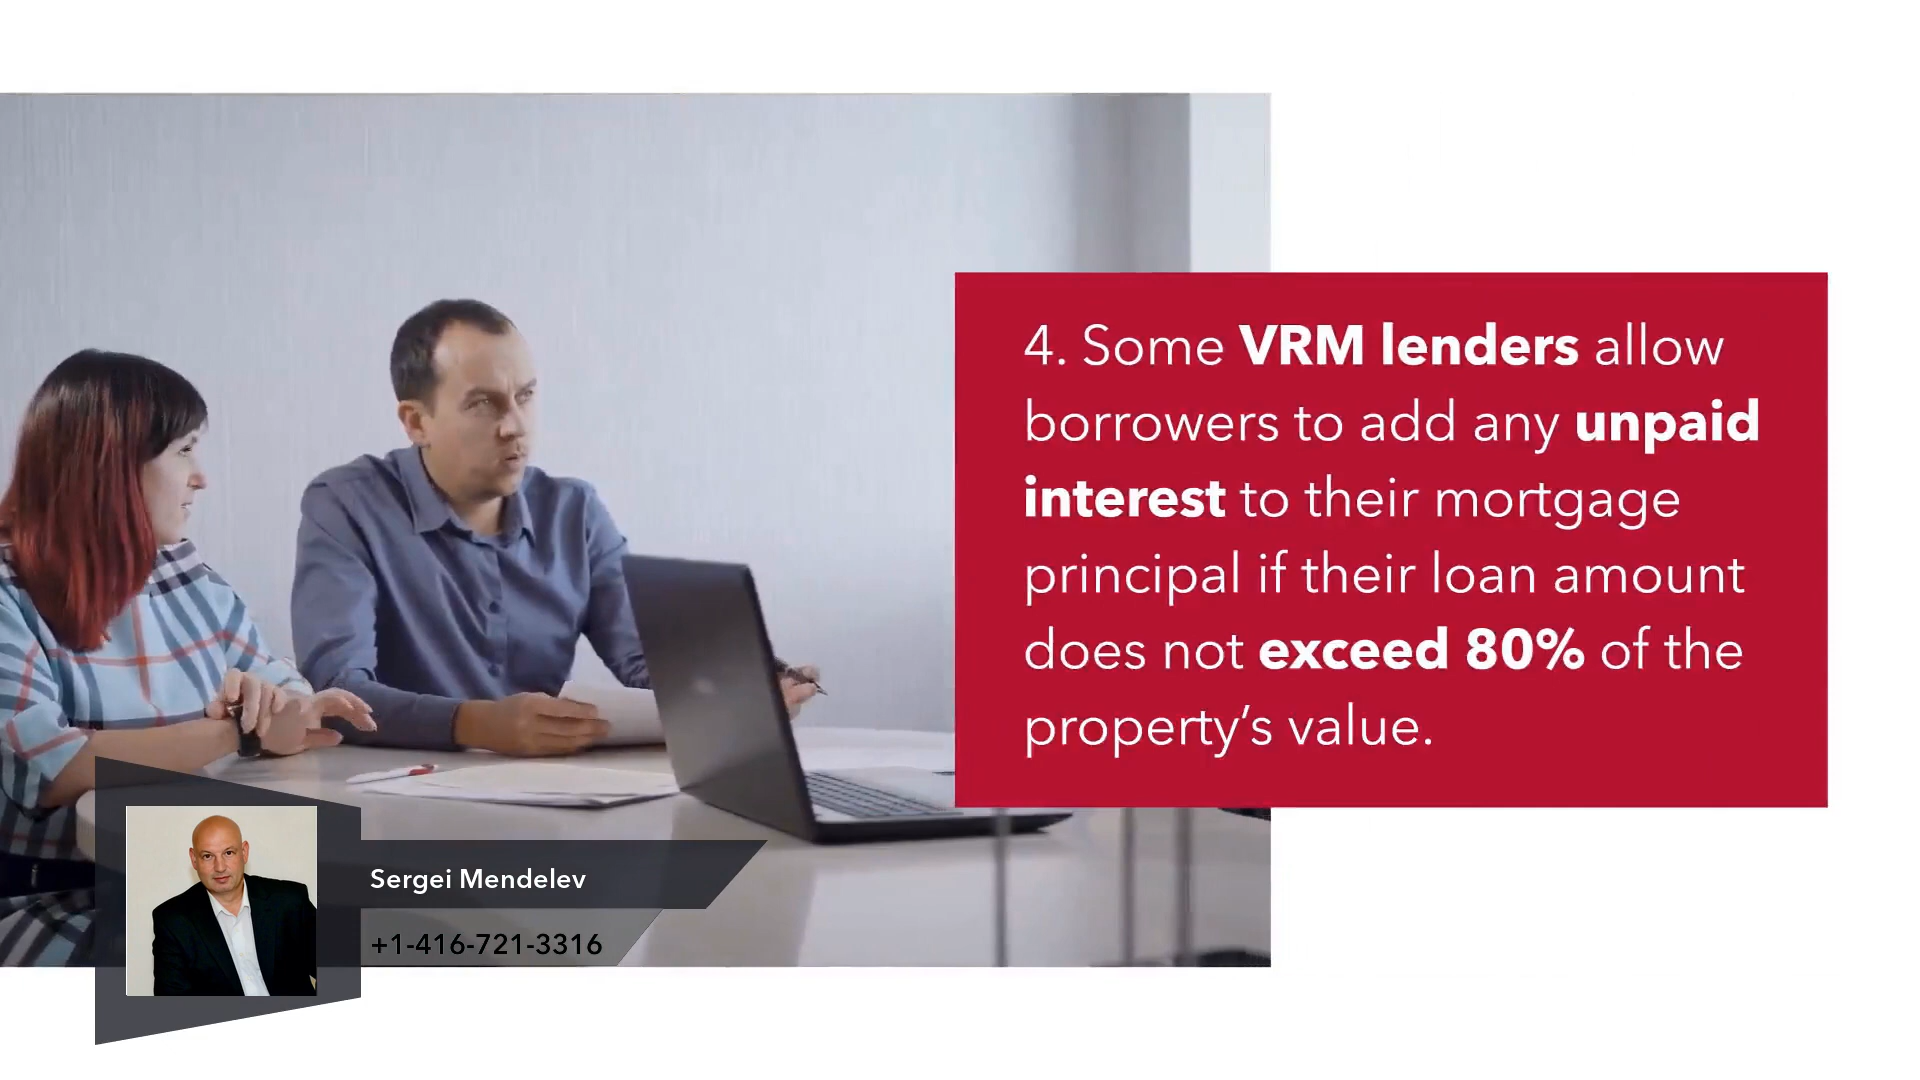 4. Some VRM lenders allow
borrowers to add any unpaid
interest to their mortgage
principal if their loan amount
does not exceed 80% of the
property’s value.
Sergei Mendelev
+1-416-721-3316